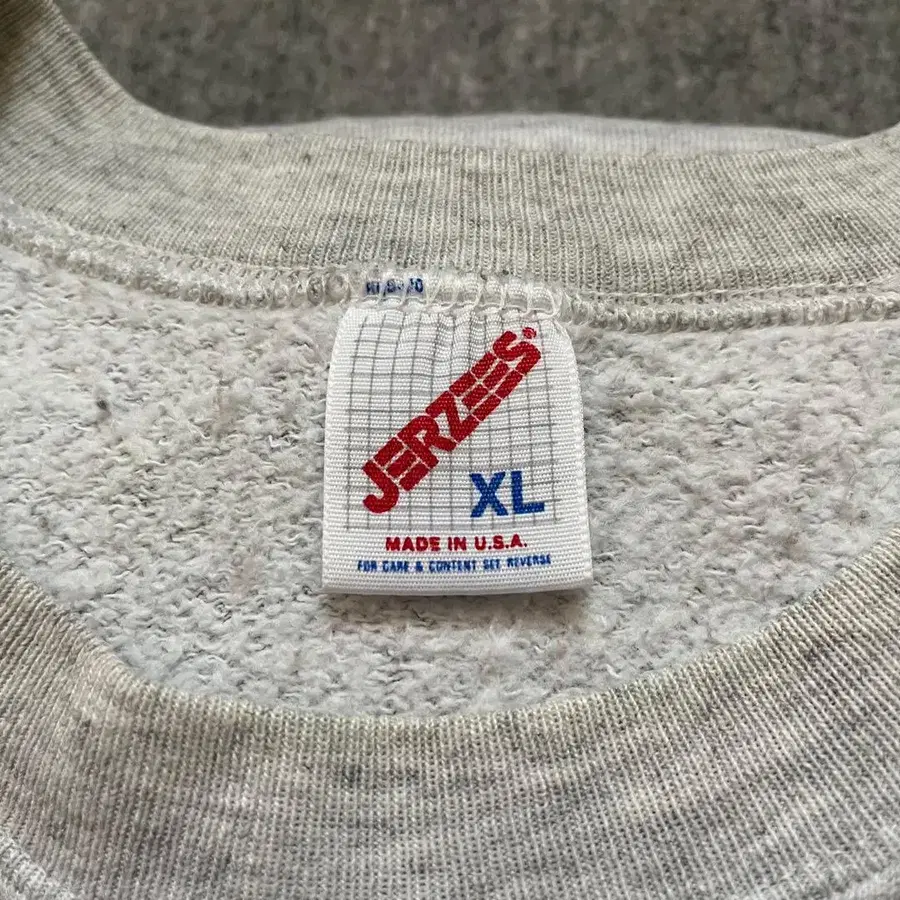 JERZEES®
XL
MADE IN U.S.A.
FOR CARE & CONTENT SEE REVERSE